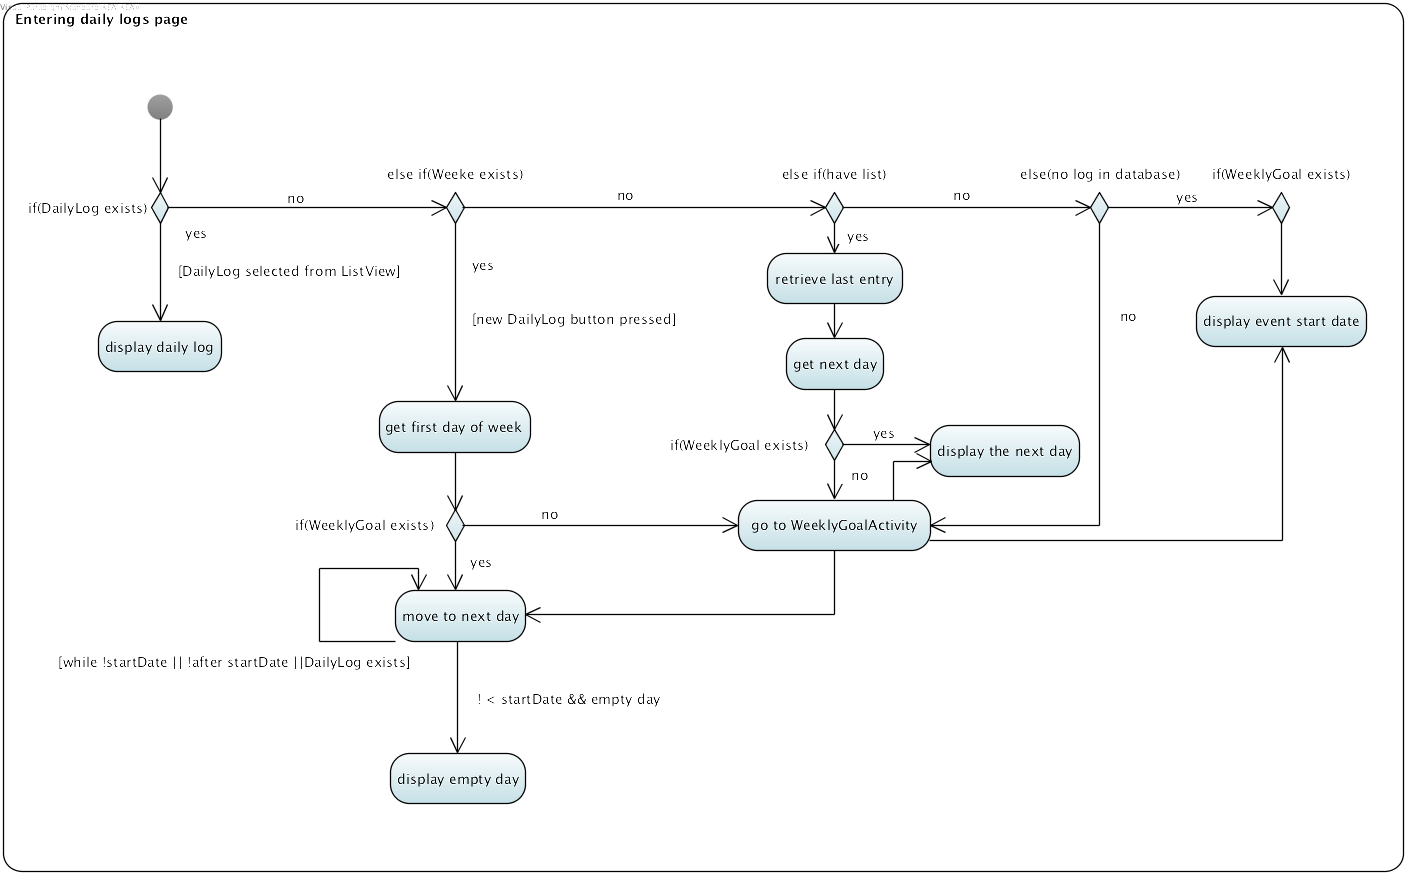 Entering daily logs page
else if(Weeke exists)
else if(have list)
else(no log in database)
if(WeeklyGoal exists)
if(DailyLog exists)
no
no
no
yes
yes
yes
yes
[DailyLog selected from ListView]
retrieve last entry
[new DailyLog button pressed]
no
display event start date
display daily log
get next day
get first day of week
if(WeeklyGoal exists)
yes
display the next day
no
if(WeeklyGoal exists)
no
go to WeeklyGoalActivity
yes
move to next day
[while !startDate || !after startDate ||DailyLog exists]
! < startDate && empty day
display empty day